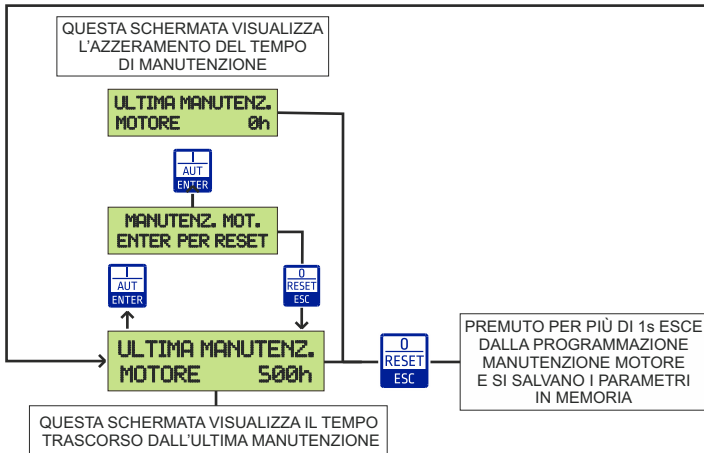 QUESTA SCHERMATA VISUALIZZA
L'AZZERAMENTO DEL TEMPO
DI MANUTENZIONE
ULTIMA MANUTENZ.
MOTORE 0h
I
AUT
ENTER
MANUTENZ. MOT.
ENTER PER RESET
I
AUT
ENTER
0
RESET
ESC
ULTIMA MANUTENZ.
MOTORE 500h
0
RESET
ESC
PREMUTO PER PIÙ DI 1s ESCE
DALLA PROGRAMMAZIONE
MANUTENZIONE MOTORE
E SI SALVANO I PARAMETRI
IN MEMORIA
QUESTA SCHERMATA VISUALIZZA IL TEMPO
TRASCORSO DALL'ULTIMA MANUTENZIONE